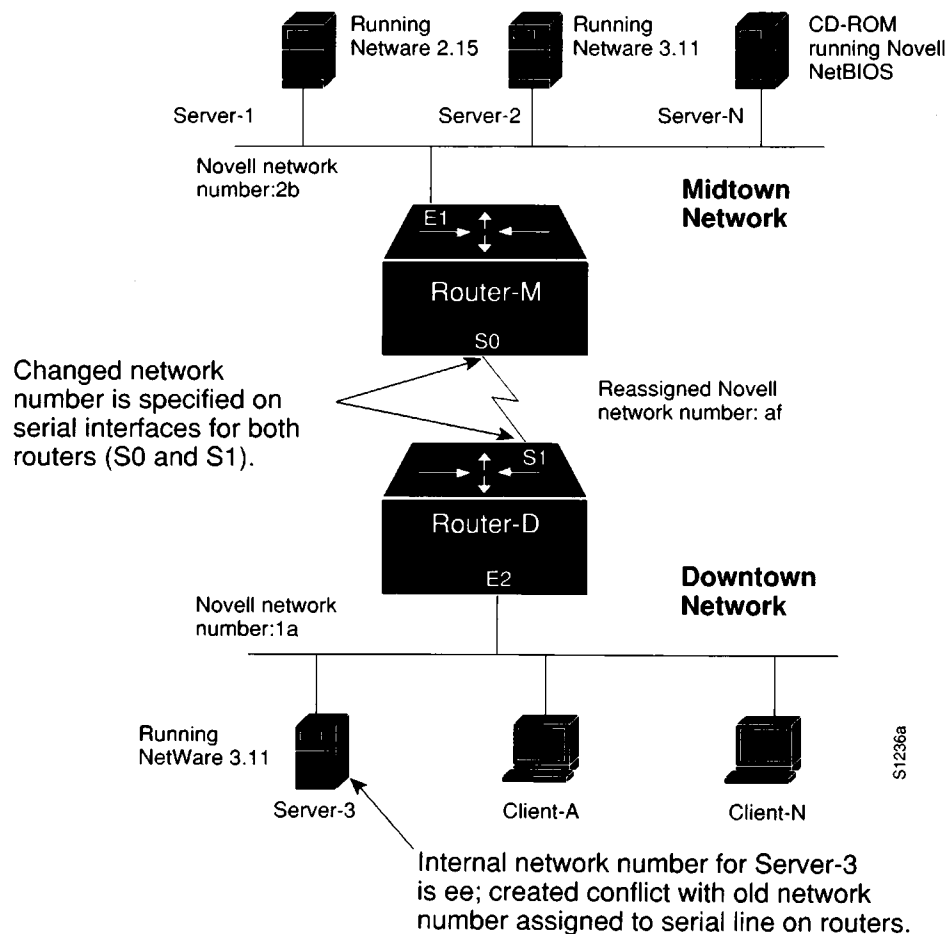 Running
Netware 2.15
Running
Netware 3.11
CD-ROM
running Novell
NetBIOS
Server-1
Server-2
Server-N
Novell network
number:2b
Midtown
Network
E1
Router-M
S0
Changed network
number is specified on
serial interfaces for both
routers (S0 and S1).
Reassigned Novell
network number: af
S1
Router-D
E2
Downtown
Network
Novell network
number:1a
Running
NetWare 3.11
Server-3
Client-A
Client-N
S1236a
Internal network number for Server-3
is ee; created conflict with old network
number assigned to serial line on routers.